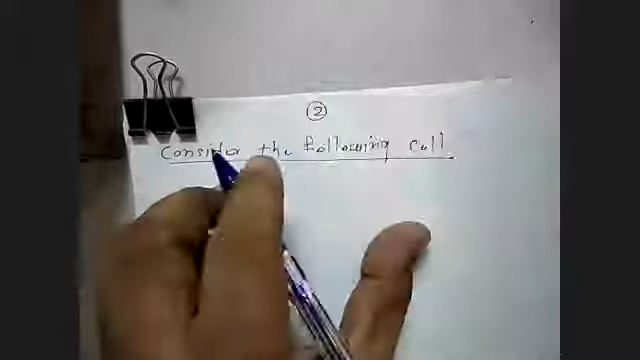 ②
Consider the following cell